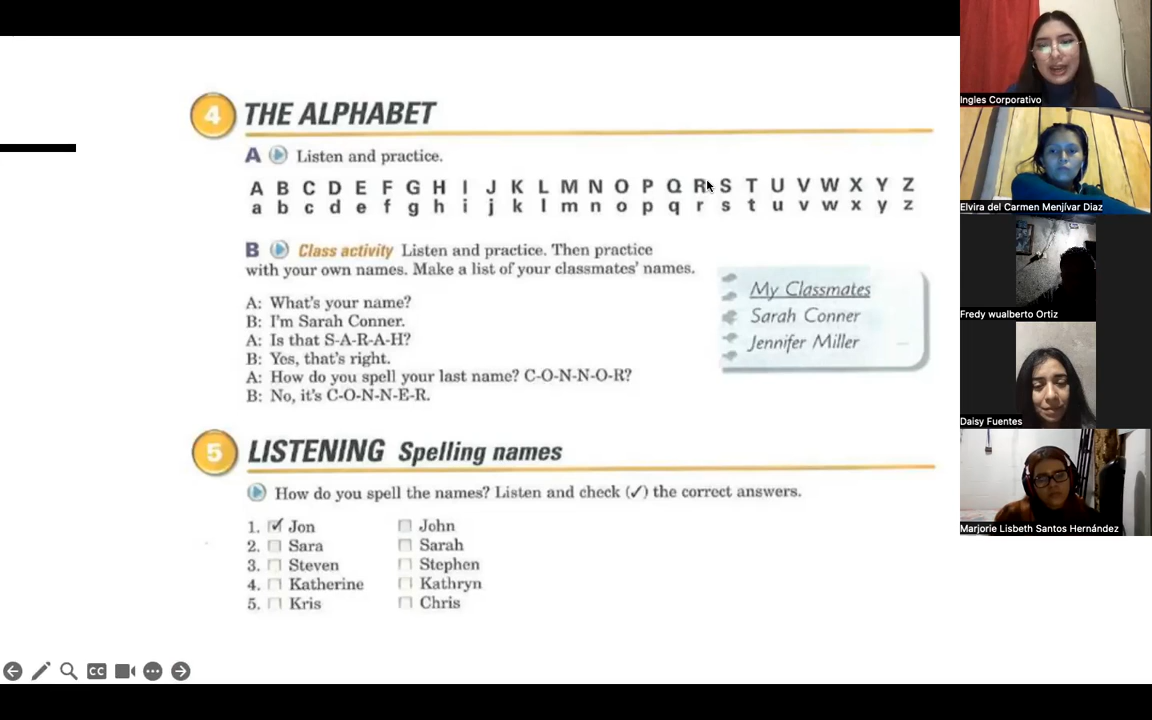 4 THE ALPHABET
A Listen and practice.
A B C D E F G H I J K L M N O P Q R S T U V W X Y Z
a b c d e f g h i j k l m n o p q r s t u v w x y z
B Class activity Listen and practice. Then practice
with your own names. Make a list of your classmates' names.
A: What's your name?
B: I'm Sarah Conner.
A: Is that S-A-R-A-H?
B: Yes, that's right.
A: How do you spell your last name? C-O-N-N-O-R?
B: No, it's C-O-N-N-E-R.
My Classmates
Sarah Conner
Jennifer Miller
5 LISTENING Spelling names
How do you spell the names? Listen and check (✓) the correct answers.
1. ✓ Jon John
2. Sara Sarah
3. Steven Stephen
4. Katherine Kathryn
5. Kris Chris
CC
Ingles Corporativo
Elvira del Carmen Menjívar Diaz
Fredy wualberto Ortiz
Daisy Fuentes
Marjorie Lisbeth Santos Hernández